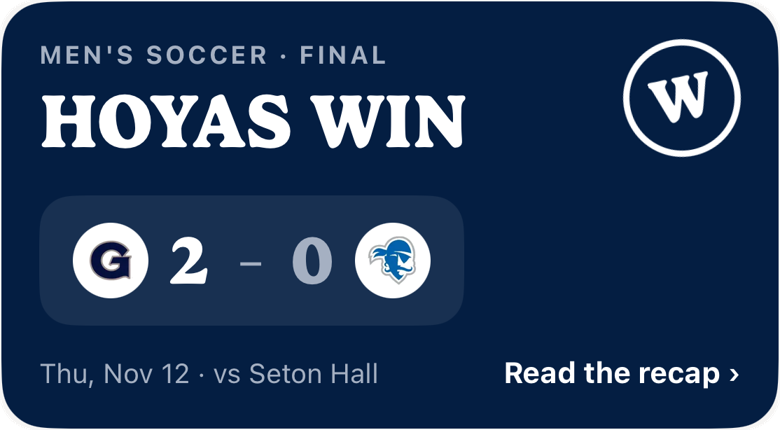 MEN'S SOCCER · FINAL
HOYAS WIN
W
G 2 – 0
Thu, Nov 12 · vs Seton Hall
Read the recap ›